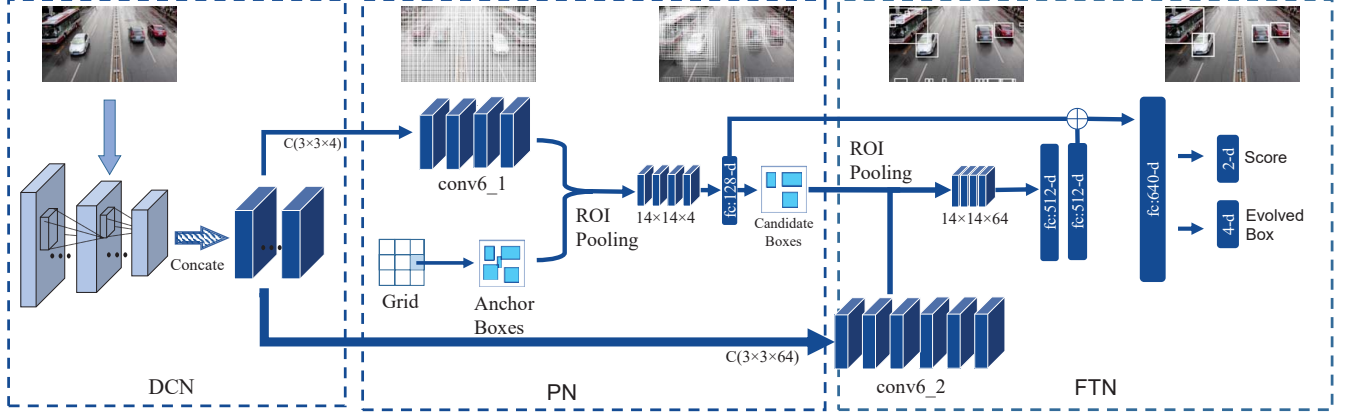 Concate
DCN
C(3×3×4)
conv6_1
Grid
Anchor
Boxes
ROI
Pooling
14×14×4
fc:128-d
Candidate
Boxes
C(3×3×64)
PN
ROI
Pooling
14×14×64
fc:512-d
fc:512-d
fc:640-d
2-d
Score
4-d
Evolved
Box
conv6_2
FTN